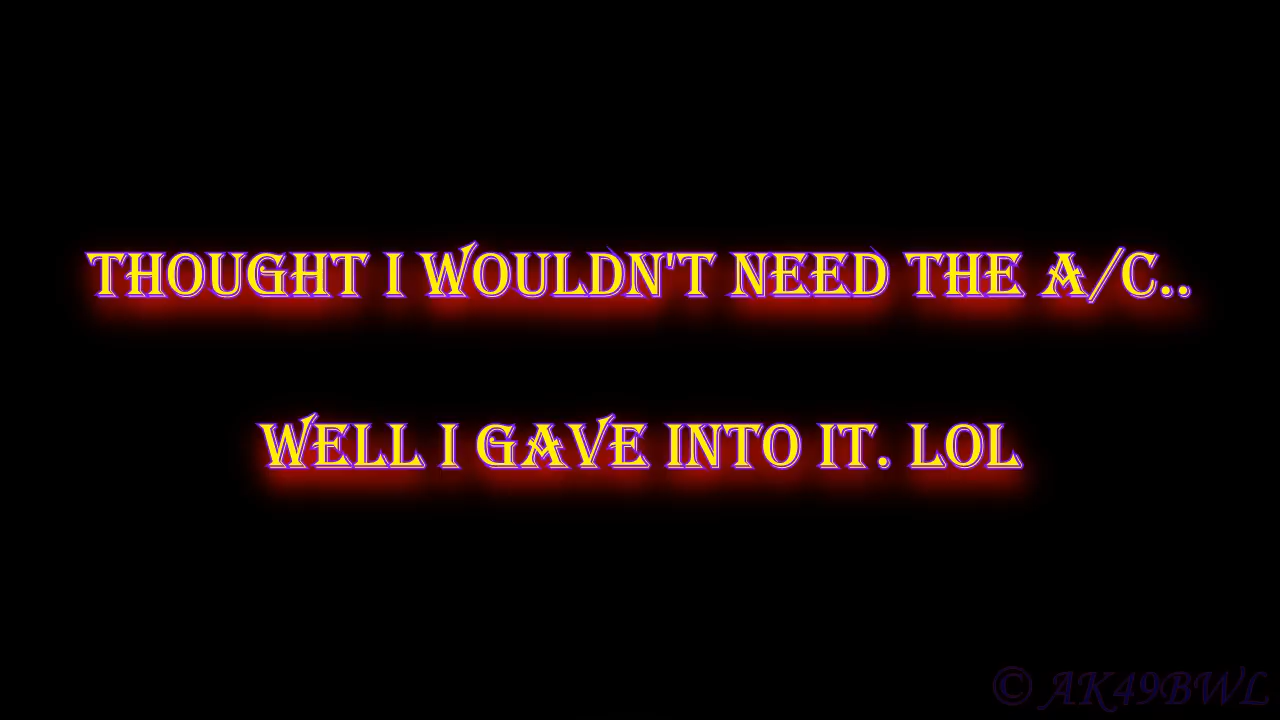 THOUGHT I WOULDN'T NEED THE A/C..
WELL I GAVE INTO IT. LOL
© AK49BWL